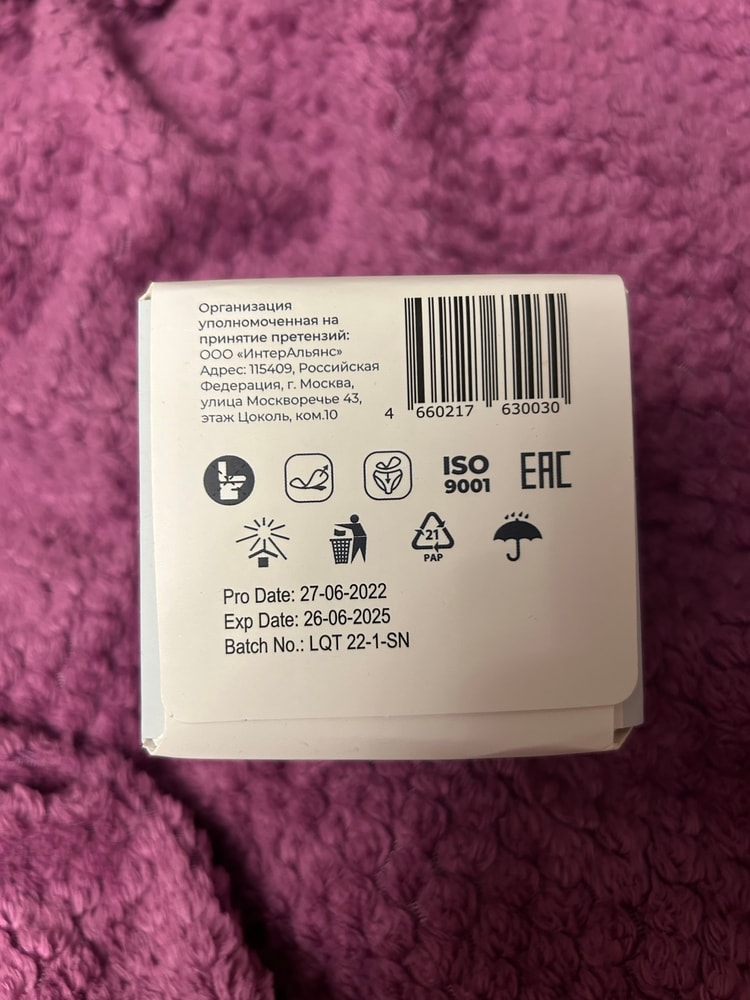 Организация
уполномоченная на
принятие претензий:
ООО «ИнтерАльянс»
Адрес: 115409, Российская
Федерация, г. Москва,
улица Москворечье 43,
этаж Цоколь, ком.10
4 660217 630030
ISO
9001
EAC
21
PAP
Pro Date: 27-06-2022
Exp Date: 26-06-2025
Batch No.: LQT 22-1-SN